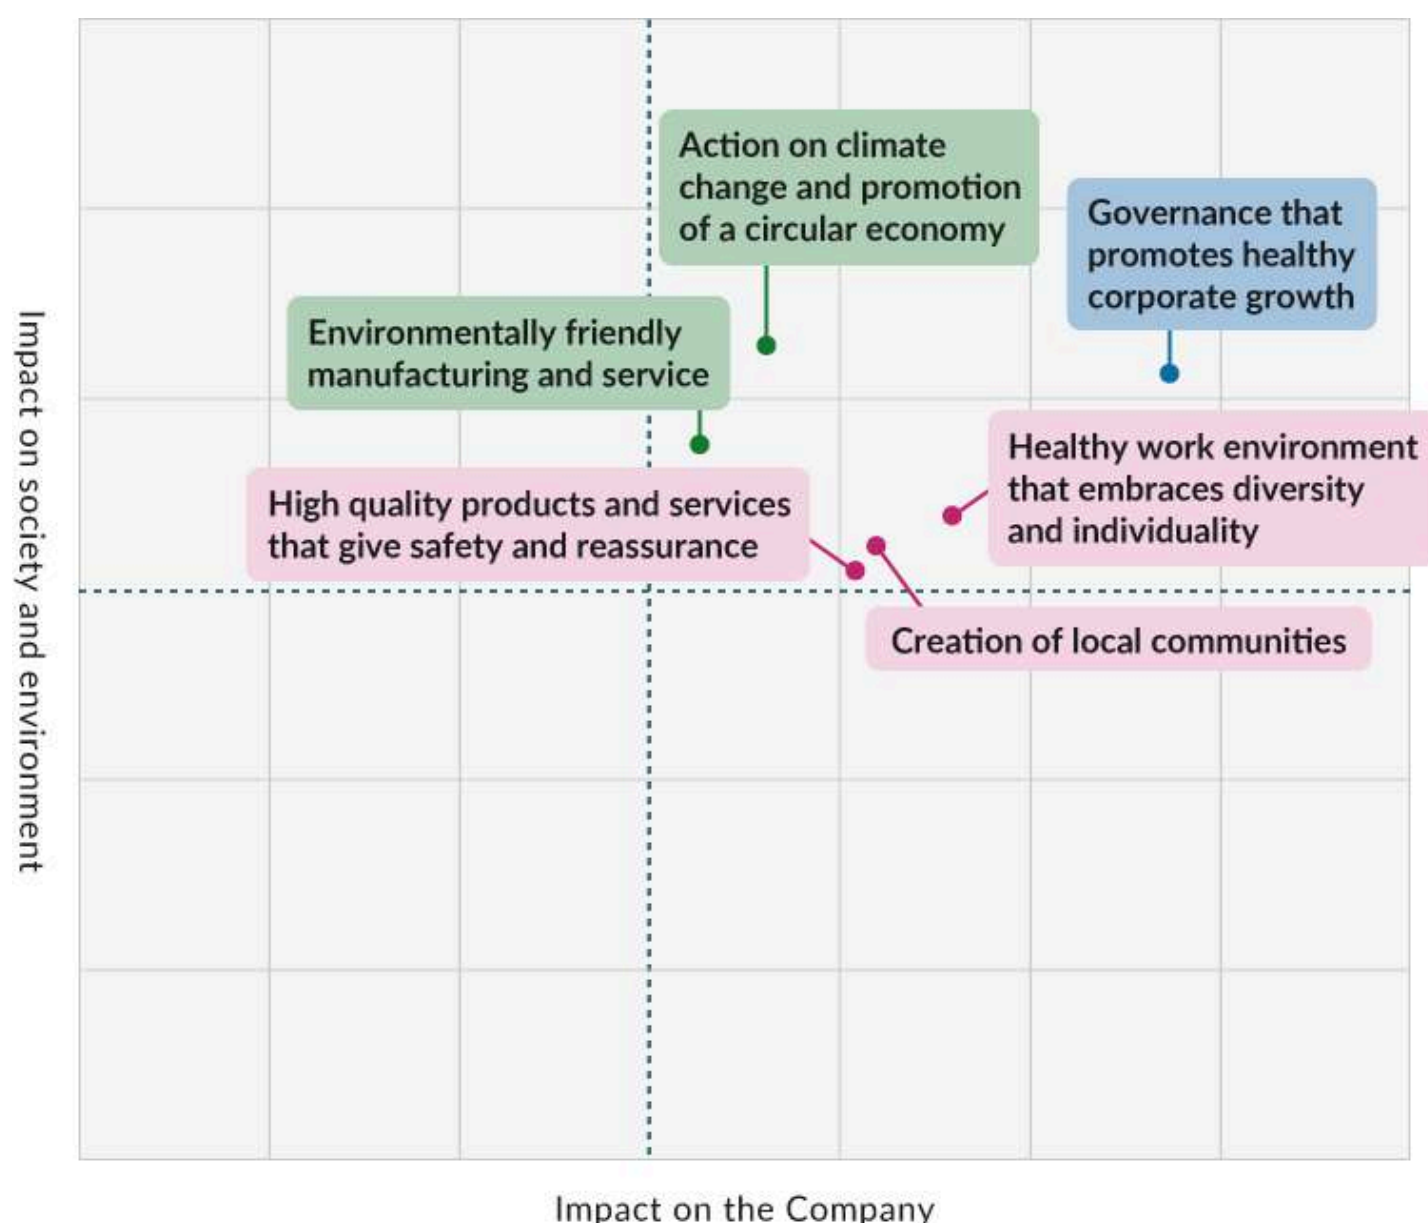 Action on climate
change and promotion
of a circular economy
Governance that
promotes healthy
corporate growth
Environmentally friendly
manufacturing and service
Healthy work environment
that embraces diversity
and individuality
High quality products and services
that give safety and reassurance
Creation of local communities
Impact on society and environment
Impact on the Company